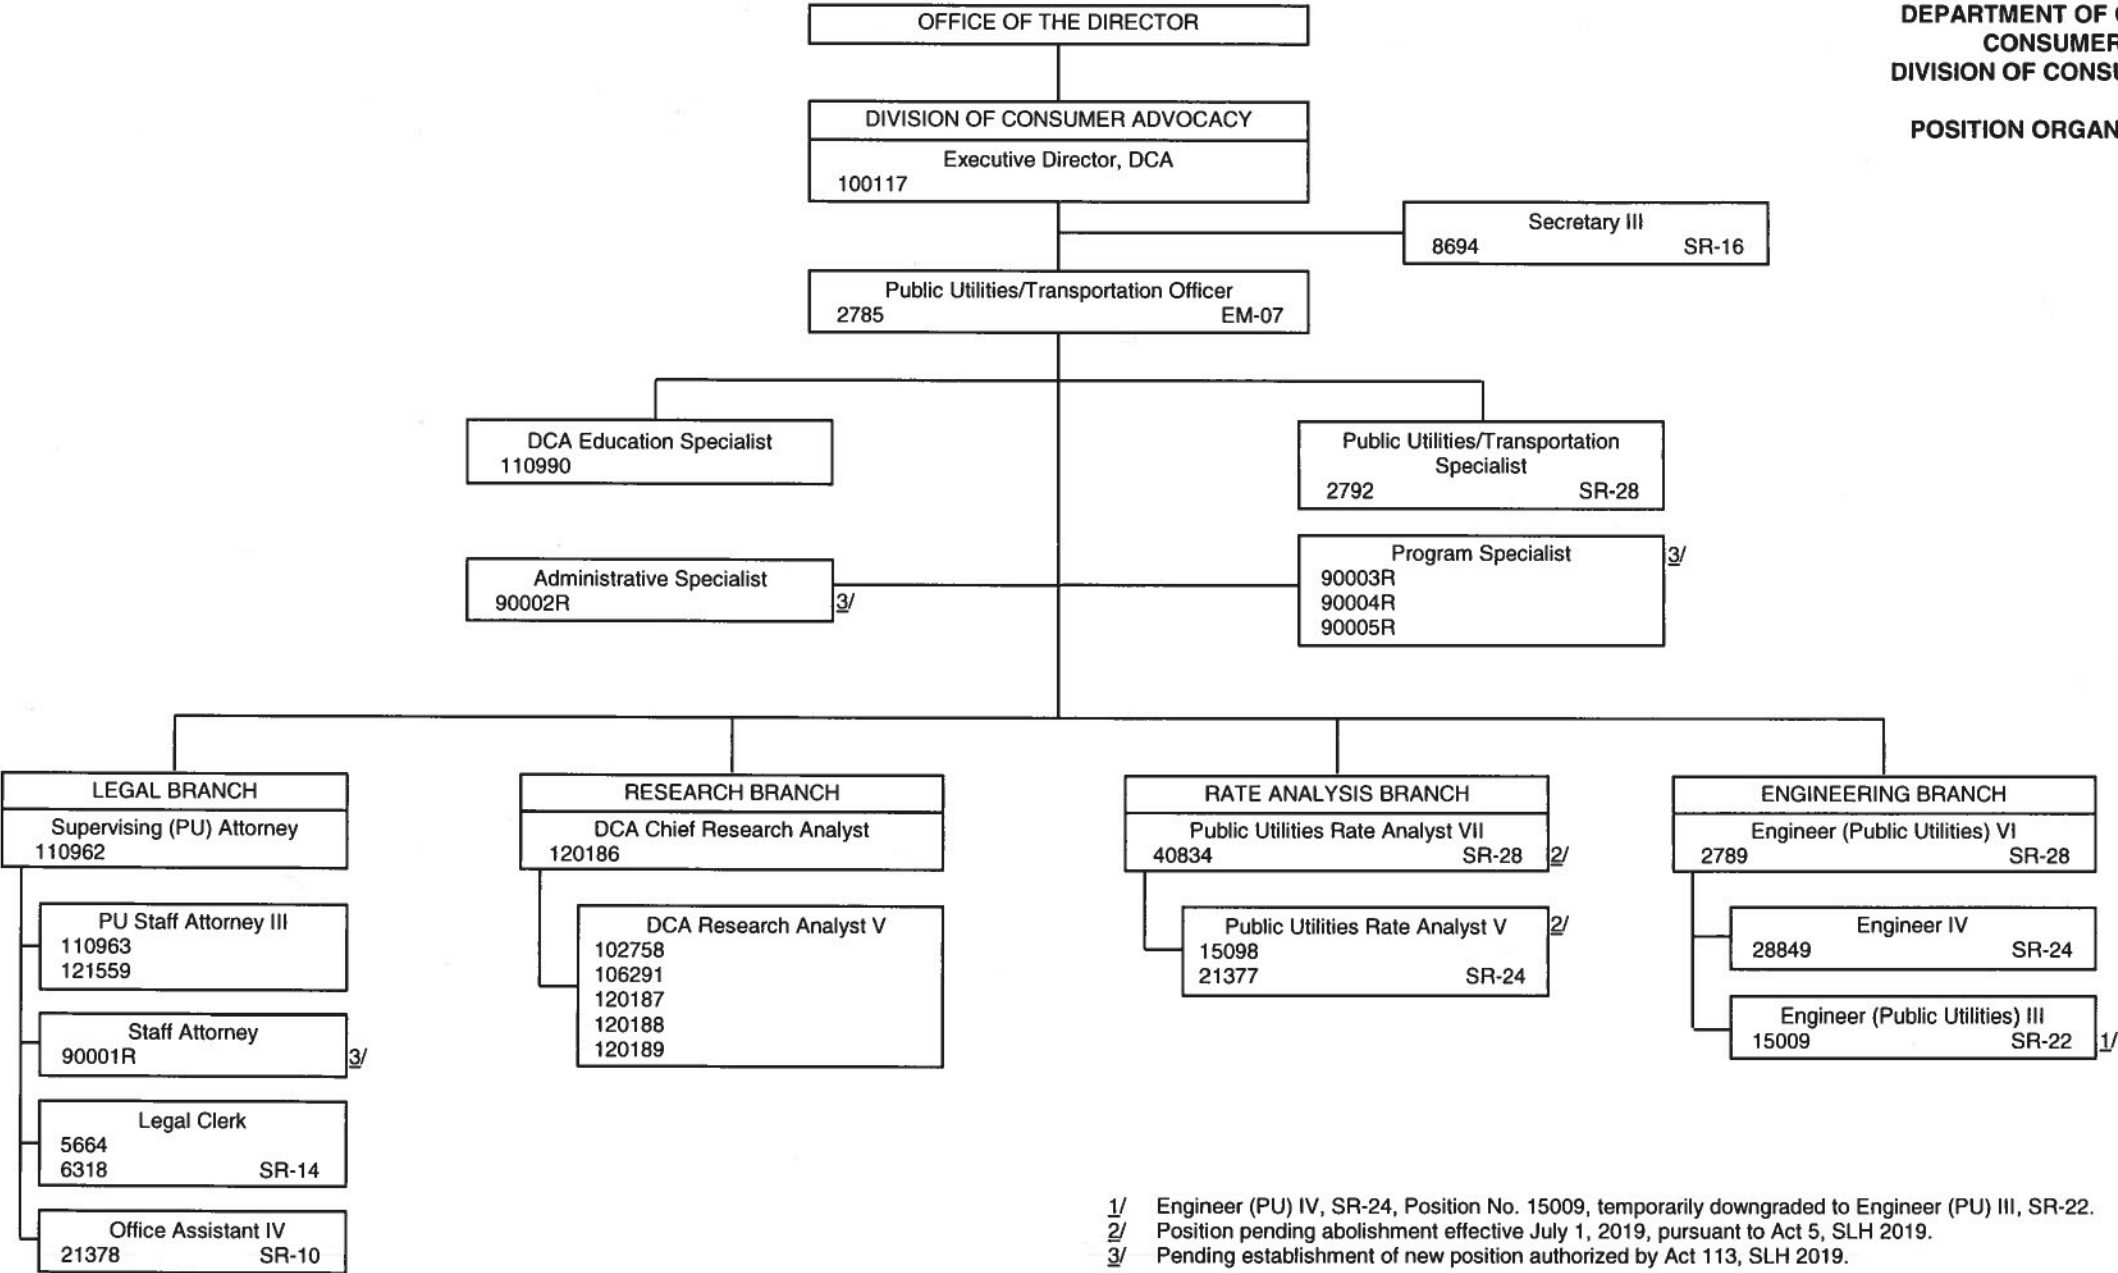 OFFICE OF THE DIRECTOR
DEPARTMENT OF
CONSUMER
DIVISION OF
POSITION
DIVISION OF CONSUMER ADVOCACY
Executive Director, DCA
100117
Secretary III
8694 SR-16
Public Utilities/Transportation Officer
2785 EM-07
DCA Education Specialist
110990
Public Utilities/Transportation
Specialist
2792 SR-28
Administrative Specialist
90002R 3/
Program Specialist 3/
90003R
90004R
90005R
LEGAL BRANCH
Supervising (PU) Attorney
110962
PU Staff Attorney III
110963
121559
Staff Attorney
90001R 3/
Legal Clerk
5664
6318 SR-14
Office Assistant IV
21378 SR-10
RESEARCH BRANCH
DCA Chief Research Analyst
120186
DCA Research Analyst V
102758
106291
120187
120188
120189
RATE ANALYSIS BRANCH
Public Utilities Rate Analyst VII
40834 SR-28 2/
Public Utilities Rate Analyst V 2/
15098
21377 SR-24
ENGINEERING BRANCH
Engineer (Public Utilities) VI
2789 SR-28
Engineer IV
28849 SR-24
Engineer (Public Utilities) III
15009 SR-22 1/
1/ Engineer (PU) IV, SR-24, Position No. 15009, temporarily downgraded to Engineer (PU) III, SR-22.
2/ Position pending abolishment effective July 1, 2019, pursuant to Act 5, SLH 2019.
3/ Pending establishment of new position authorized by Act 113, SLH 2019.